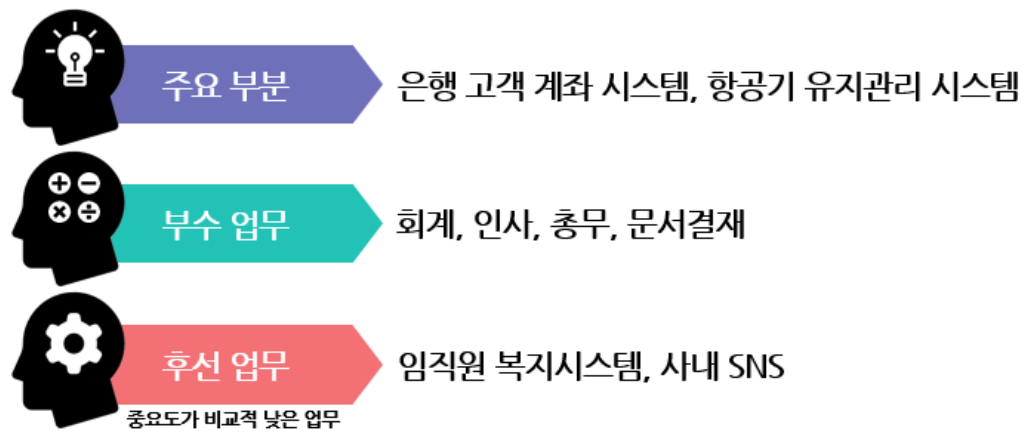 주요 부분
은행 고객 계좌 시스템, 항공기 유지관리 시스템
부수 업무
회계, 인사, 총무, 문서결재
후선 업무
임직원 복지시스템, 사내 SNS
중요도가 비교적 낮은 업무